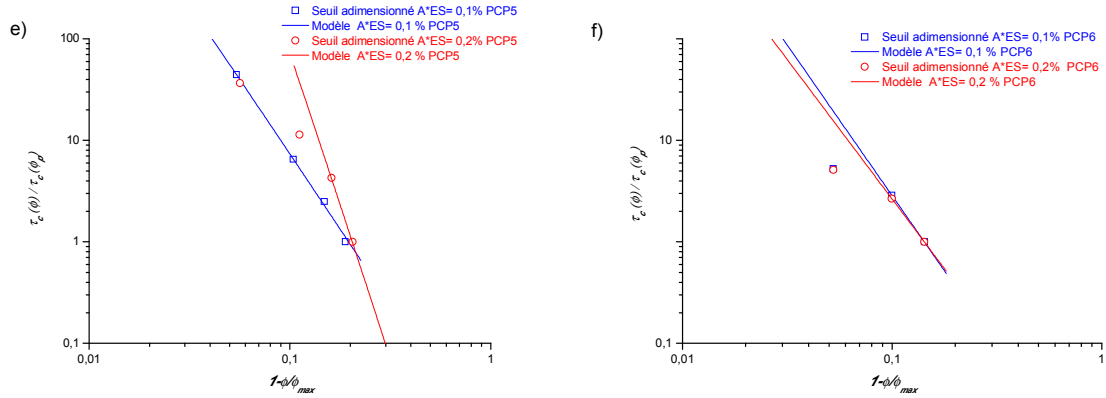 e)
Seuil adimensionné A*ES= 0,1% PCP5
Modèle A*ES= 0,1 % PCP5
Seuil adimensionné A*ES= 0,2% PCP5
Modèle A*ES= 0,2 % PCP5
100
10
1
0,1
0,01
0,1
1
τc(ϕ) / τc(ϕp)
1-ϕ/ϕmax
f)
Seuil adimensionné A*ES= 0,1% PCP6
Modèle A*ES= 0,1 % PCP6
Seuil adimensionné A*ES= 0,2% PCP6
Modèle A*ES= 0,2 % PCP6
100
10
1
0,1
0,01
0,1
1
τc(ϕ) / τc(ϕp)
1-ϕ/ϕmax